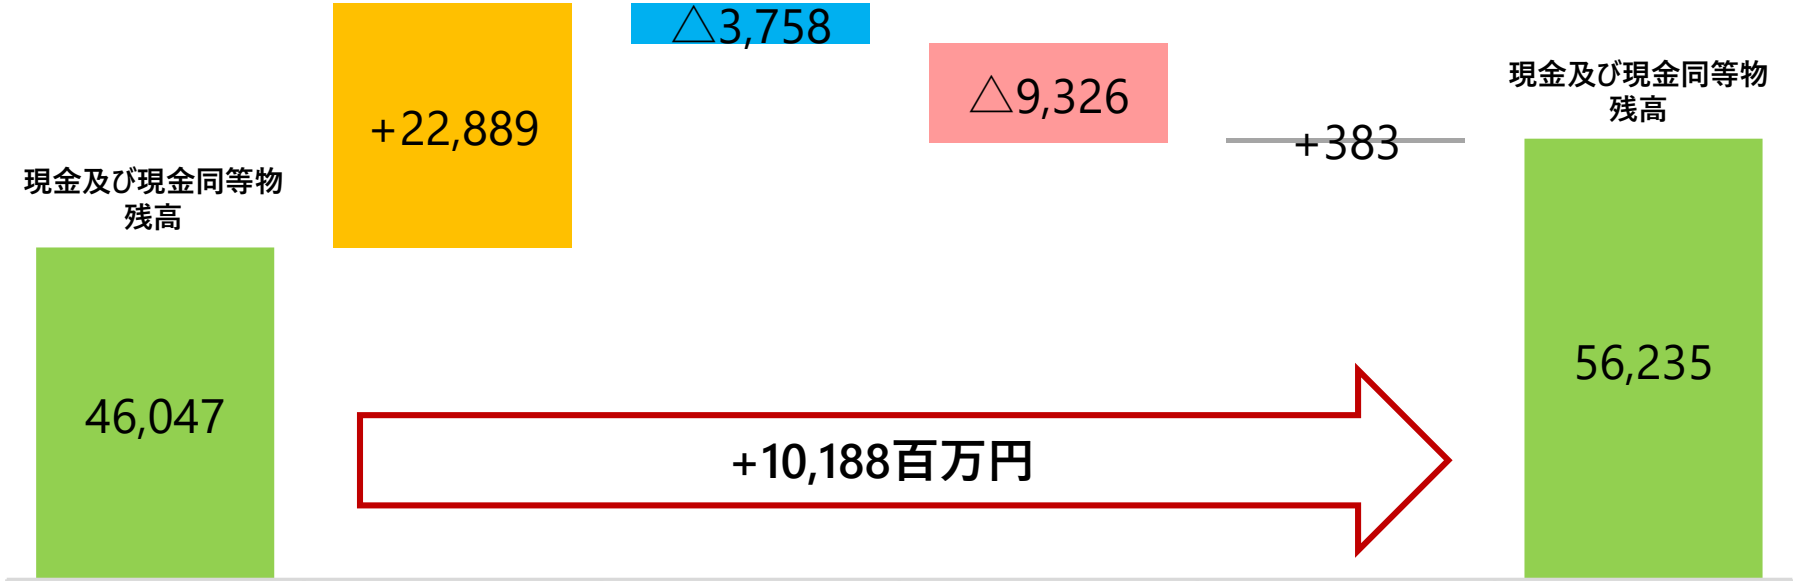 現金及び現金同等物
残高
46,047
+22,889
△3,758
△9,326
+383
現金及び現金同等物
残高
56,235
+10,188百万円